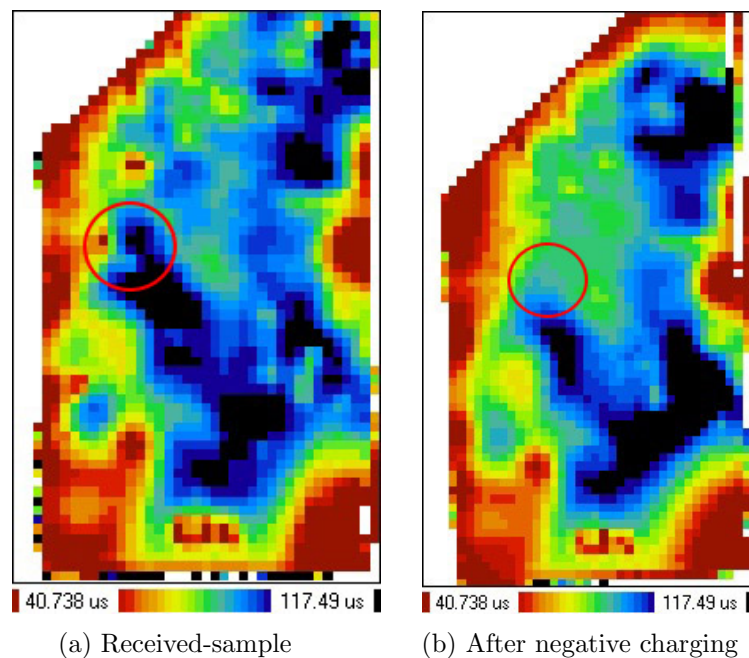 40.738 us 117.49 us
40.738 us 117.49 us
(a) Received-sample
(b) After negative charging